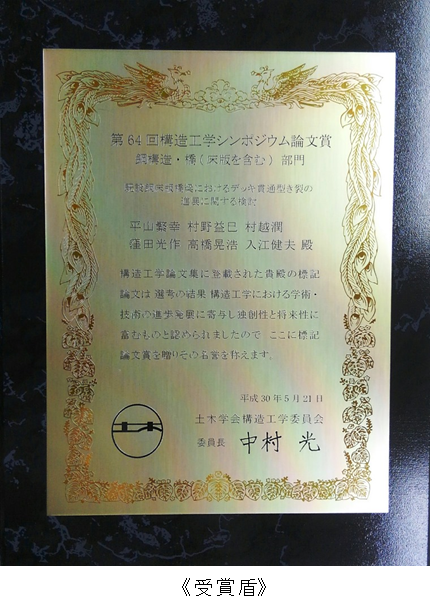 第64回構造工学シンポジウム論文賞
鋼構造・橋(床版を含む)部門
既設鋼床版橋梁におけるデッキ貫通型き裂の
進展に関する検討
平山繁幸 村野益巳 村越潤
窪田光作 高橋晃浩 入江健夫 殿
構造工学論文集に登載された貴殿の標記
論文は 選考の結果 構造工学における学術・
技術の進歩発展に寄与し独創性と将来性に
富むものと認められましたので ここに標記
論文賞を贈りその名誉を称えます。
平成30年5月21日
土木学会構造工学委員会
委員長 中村 光
《受賞盾》